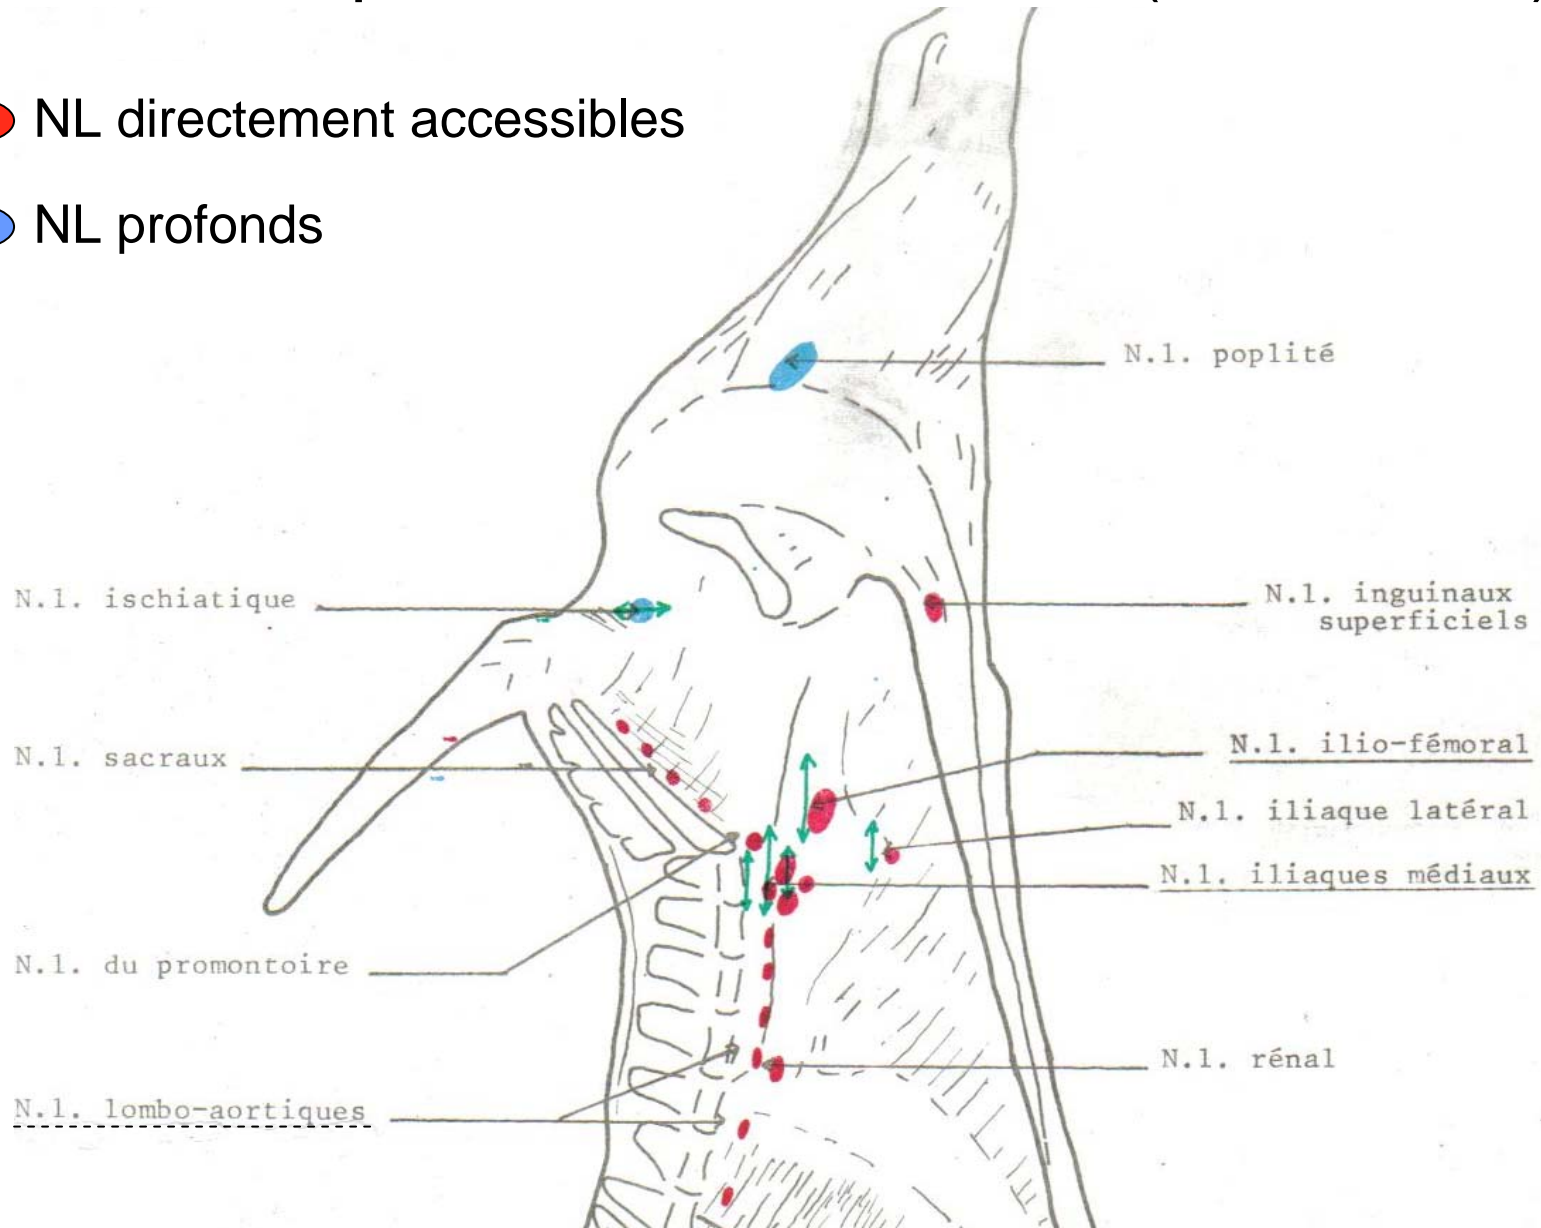 NL directement accessibles
NL profonds
N.l. poplité
N.l. ischiatique
N.l. inguinaux
superficiels
N.l. sacraux
N.l. ilio-fémoral
N.l. iliaque latéral
N.l. iliaques médiaux
N.l. du promontoire
N.l. rénal
N.l. lombo-aortiques